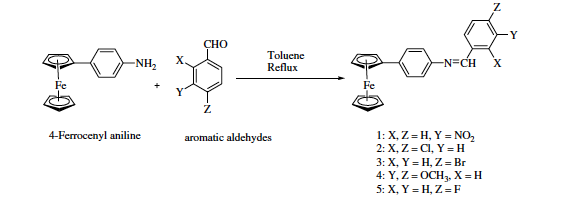 Z
Y
X
CHO
X
Y
Z
NH₂
Fe
+
Toluene
Reflux
N=CH
Fe
4-Ferrocenyl aniline
aromatic aldehydes
1: X, Z = H, Y = NO₂
2: X, Z = Cl, Y = H
3: X, Y = H, Z = Br
4: Y, Z = OCH₃, X = H
5: X, Y = H, Z = F